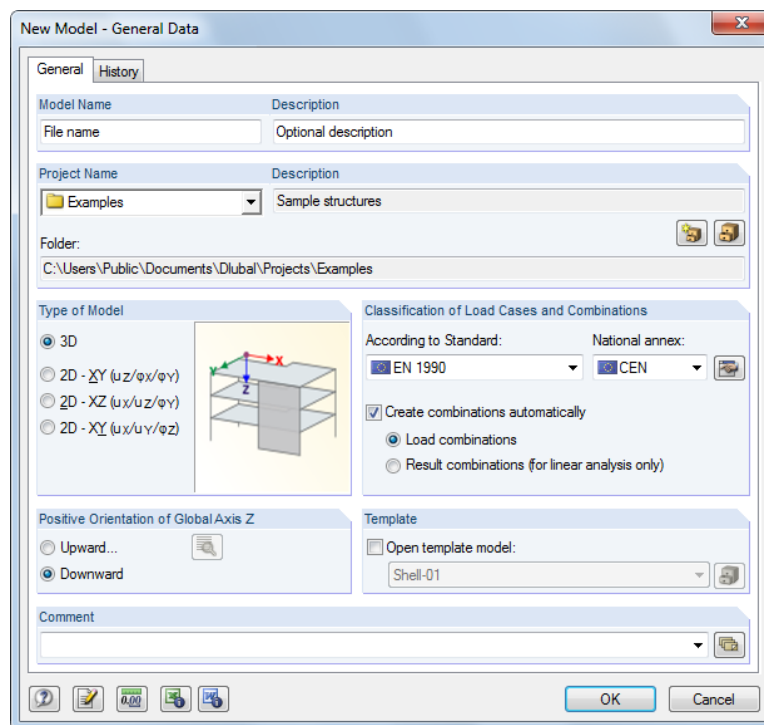 New Model - General Data
General
History
Model Name
Description
File name
Optional description
Project Name
Description
Examples
Sample structures
Folder:
C:\Users\Public\Documents\Dlubal\Projects\Examples
Type of Model
3D
2D - XY (uZ/φX/φY)
2D - XZ (uX/uZ/φY)
2D - XY (uX/uY/φZ)
X
Y
Z
Classification of Load Cases and Combinations
According to Standard:
National annex:
EN 1990
CEN
Create combinations automatically
Load combinations
Result combinations (for linear analysis only)
Positive Orientation of Global Axis Z
Upward...
Downward
Template
Open template model:
Shell-01
Comment
0.00
OK
Cancel